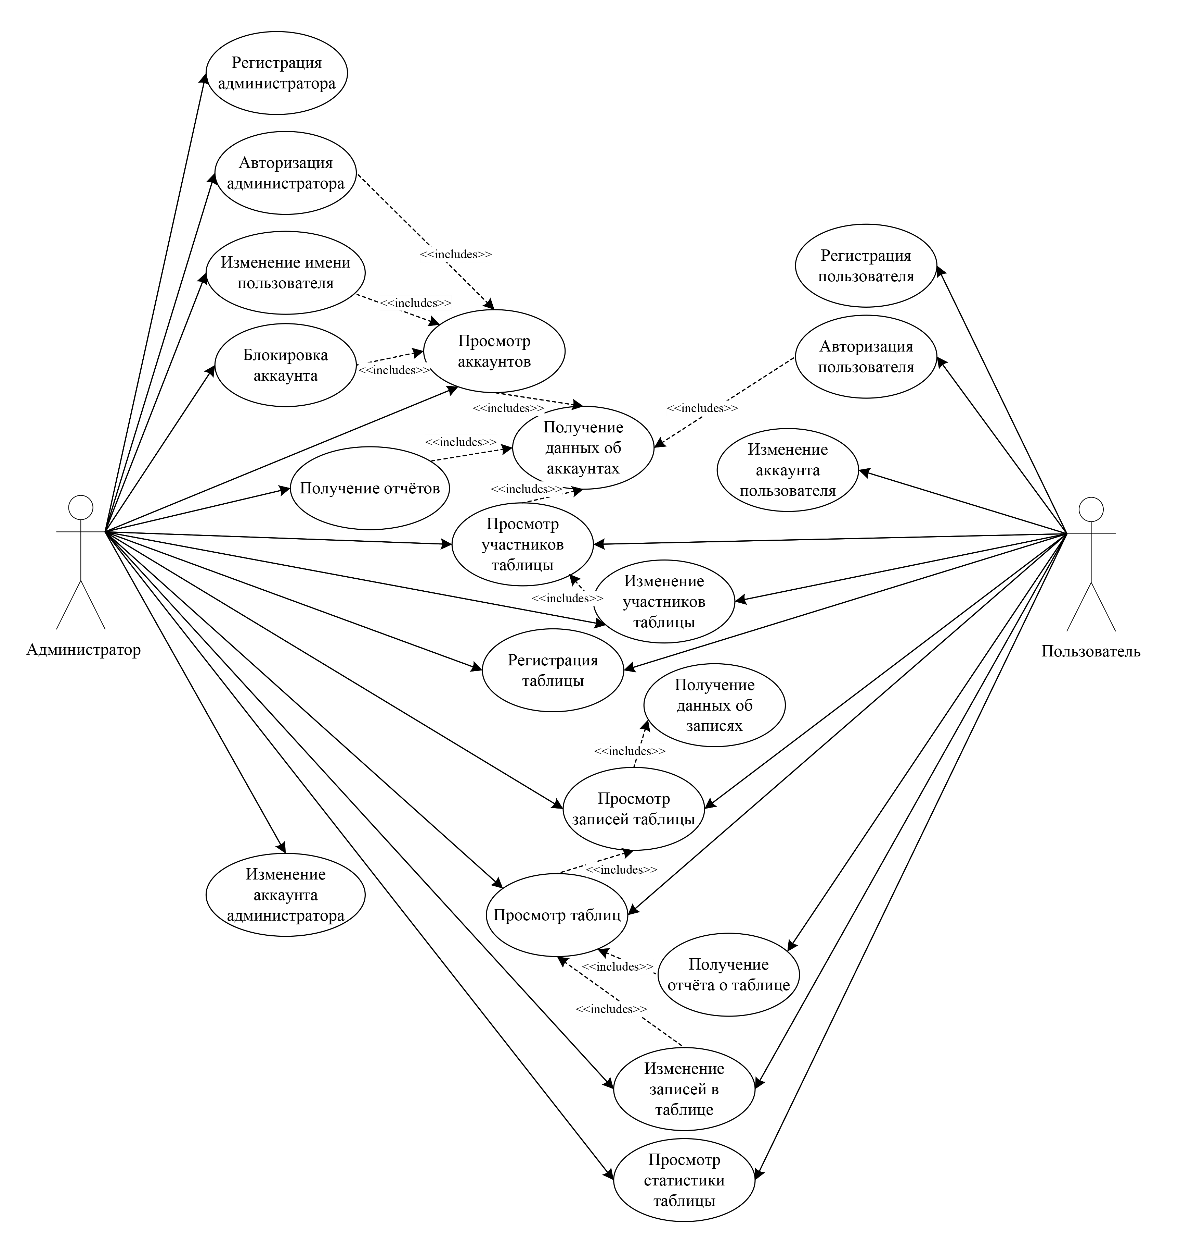 Регистрация
администратора
Авторизация
администратора
<<includes>>
Изменение имени
пользователя
<<includes>>
Регистрация
пользователя
Блокировка
аккаунта
<<includes>>
Просмотр
аккаунтов
Авторизация
пользователя
<<includes>>
<<includes>>
Получение
данных об
аккаунтах
<<includes>>
Изменение
аккаунта
пользователя
Получение отчётов
<<includes>>
Просмотр
участников
таблицы
Изменение
участников
таблицы
<<includes>>
Администратор
Пользователь
Регистрация
таблицы
Получение
данных об
записях
<<includes>>
Просмотр
записей таблицы
<<includes>>
Изменение
аккаунта
администратора
Просмотр таблиц
<<includes>>
Получение
отчёта о таблице
<<includes>>
Изменение
записей в
таблице
Просмотр
статистики
таблицы